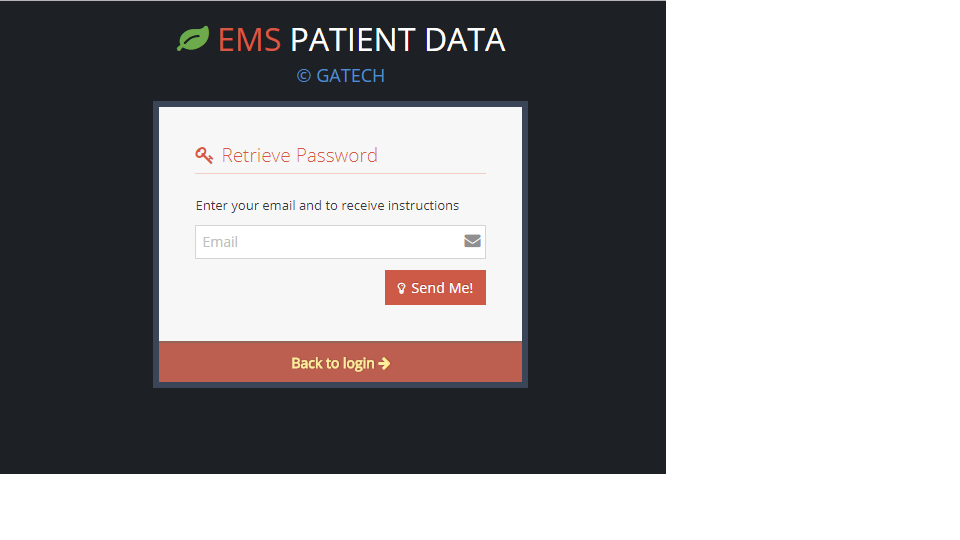 EMS PATIENT DATA
© GATECH
Retrieve Password
Enter your email and to receive instructions
Email
Send Me!
Back to login